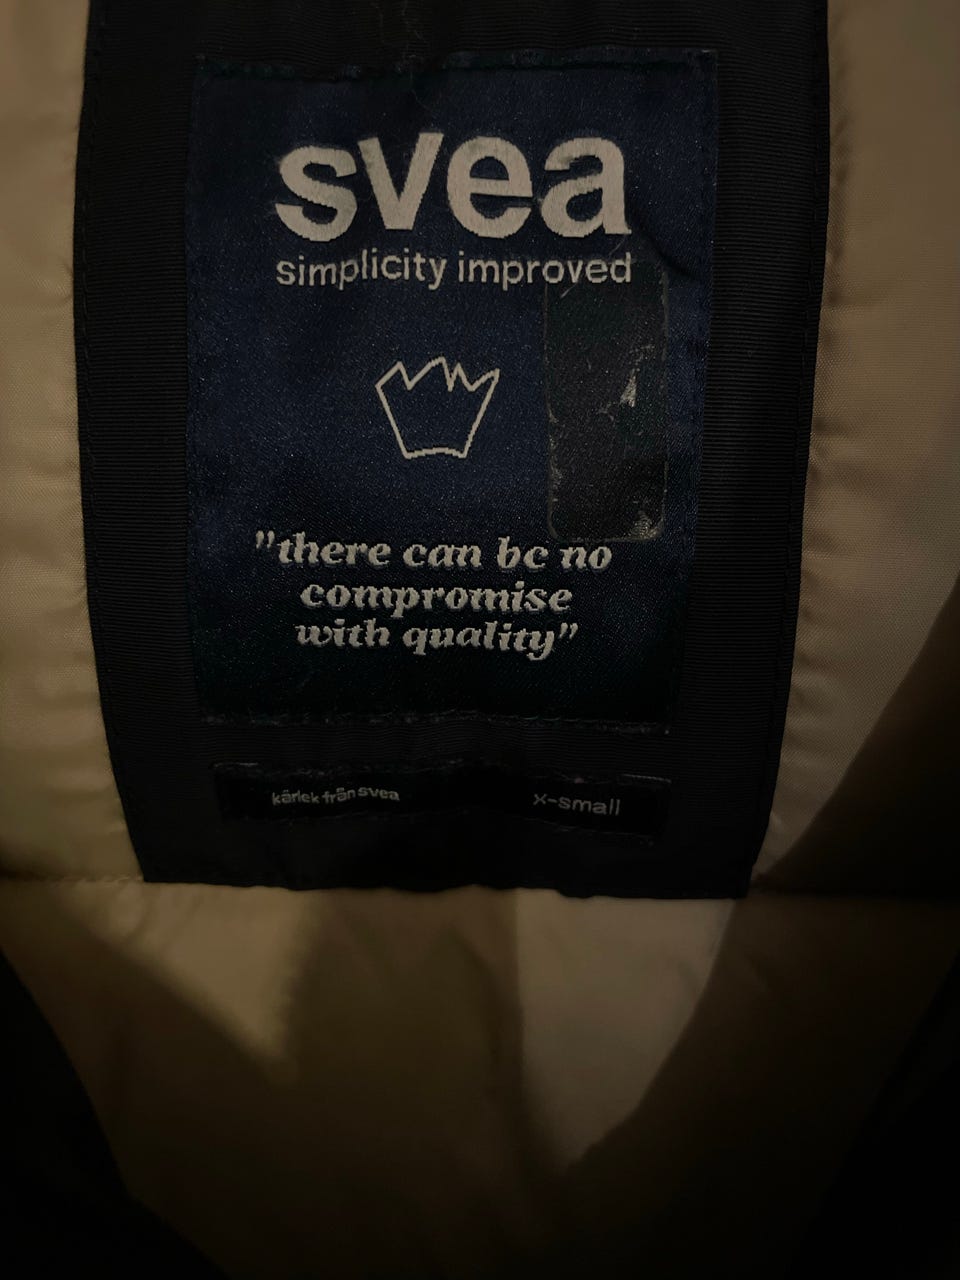 svea
simplicity improved
"there can be no
compromise
with quality"
kärlek från svea
x-small